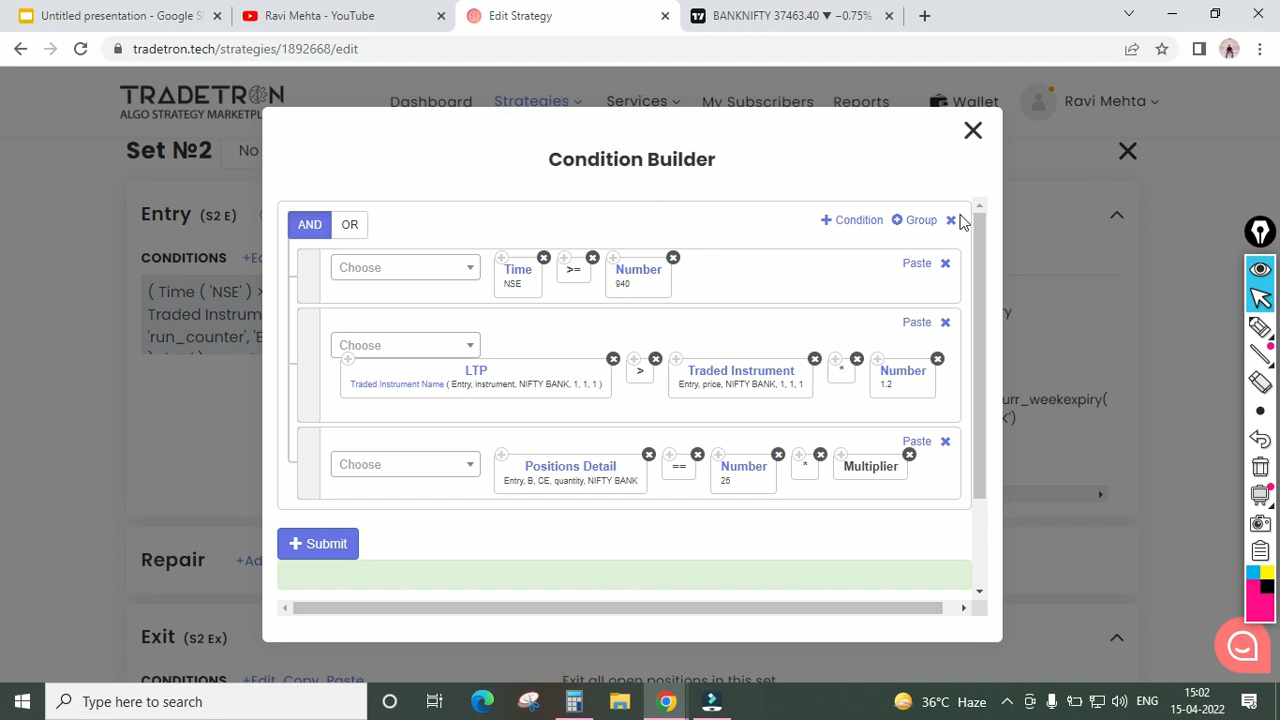 Untitled presentation - Google S
Ravi Mehta - YouTube
Edit Strategy
BANKNIFTY 37463.40 ▼ −0.75%
tradetron.tech/strategies/1892668/edit
TRADETRON
ALGO STRATEGY MARKETPL
Dashboard
Strategies
Services
My Subscribers
Reports
Wallet
Ravi Mehta
Set №2
No
Condition Builder
Entry (S2 E)
AND
OR
+ Condition
Group
CONDITIONS
+E
( Time ( 'NSE' ) >
Traded Instrum
'run_counter', 'E
Choose
Time
NSE
>=
Number
940
Paste
Choose
Paste
LTP
Traded Instrument Name ( Entry, instrument, NIFTY BANK, 1, 1, 1 )
>
Traded Instrument
Entry, price, NIFTY BANK, 1, 1, 1
*
Number
1.2
urr_weekexpiry(
K')
Choose
Positions Detail
Entry, B, CE, quantity, NIFTY BANK
==
Number
25
*
Multiplier
Paste
+ Submit
Repair
+Ad
Exit (S2 Ex)
CONDITIONS
+Edit
Copy
Paste
Exit all open positions in this set
Type here to search
36°C Haze
ENG
15:02
15-04-2022